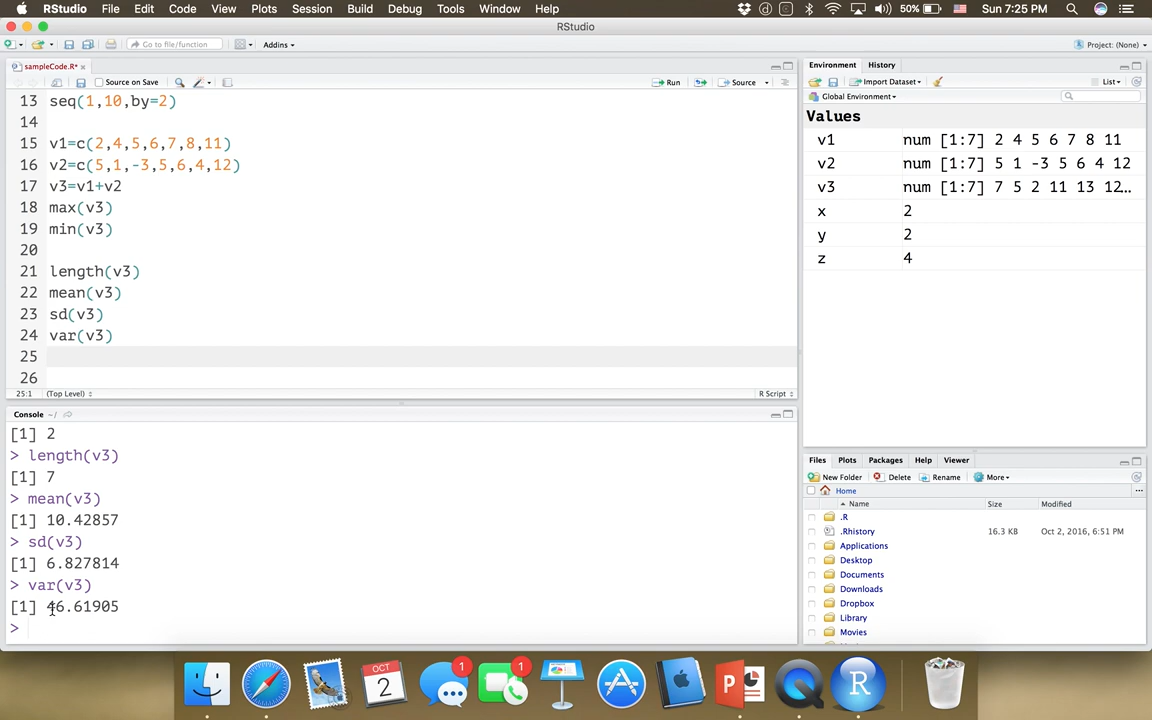 RStudio File Edit Code View Plots Session Build Debug Tools Window Help 50% Sun 7:25 PM
RStudio
Go to file/function Addins Project: (None)
sampleCode.R*
Source on Save Run Source
13 seq(1,10,by=2)
14
15 v1=c(2,4,5,6,7,8,11)
16 v2=c(5,1,-3,5,6,4,12)
17 v3=v1+v2
18 max(v3)
19 min(v3)
20
21 length(v3)
22 mean(v3)
23 sd(v3)
24 var(v3)
25
26
25:1 (Top Level) R Script
Console ~/
[1] 2
> length(v3)
[1] 7
> mean(v3)
[1] 10.42857
> sd(v3)
[1] 6.827814
> var(v3)
[1] 46.61905
>
Environment History
Import Dataset List
Global Environment
Values
v1 num [1:7] 2 4 5 6 7 8 11
v2 num [1:7] 5 1 -3 5 6 4 12
v3 num [1:7] 7 5 2 11 13 12…
x 2
y 2
z 4
Files Plots Packages Help Viewer
New Folder Delete Rename More
Home
Name Size Modified
.R
.Rhistory 16.3 KB Oct 2, 2016, 6:51 PM
Applications
Desktop
Documents
Downloads
Dropbox
Library
Movies
OCT
2
1
1
P
R